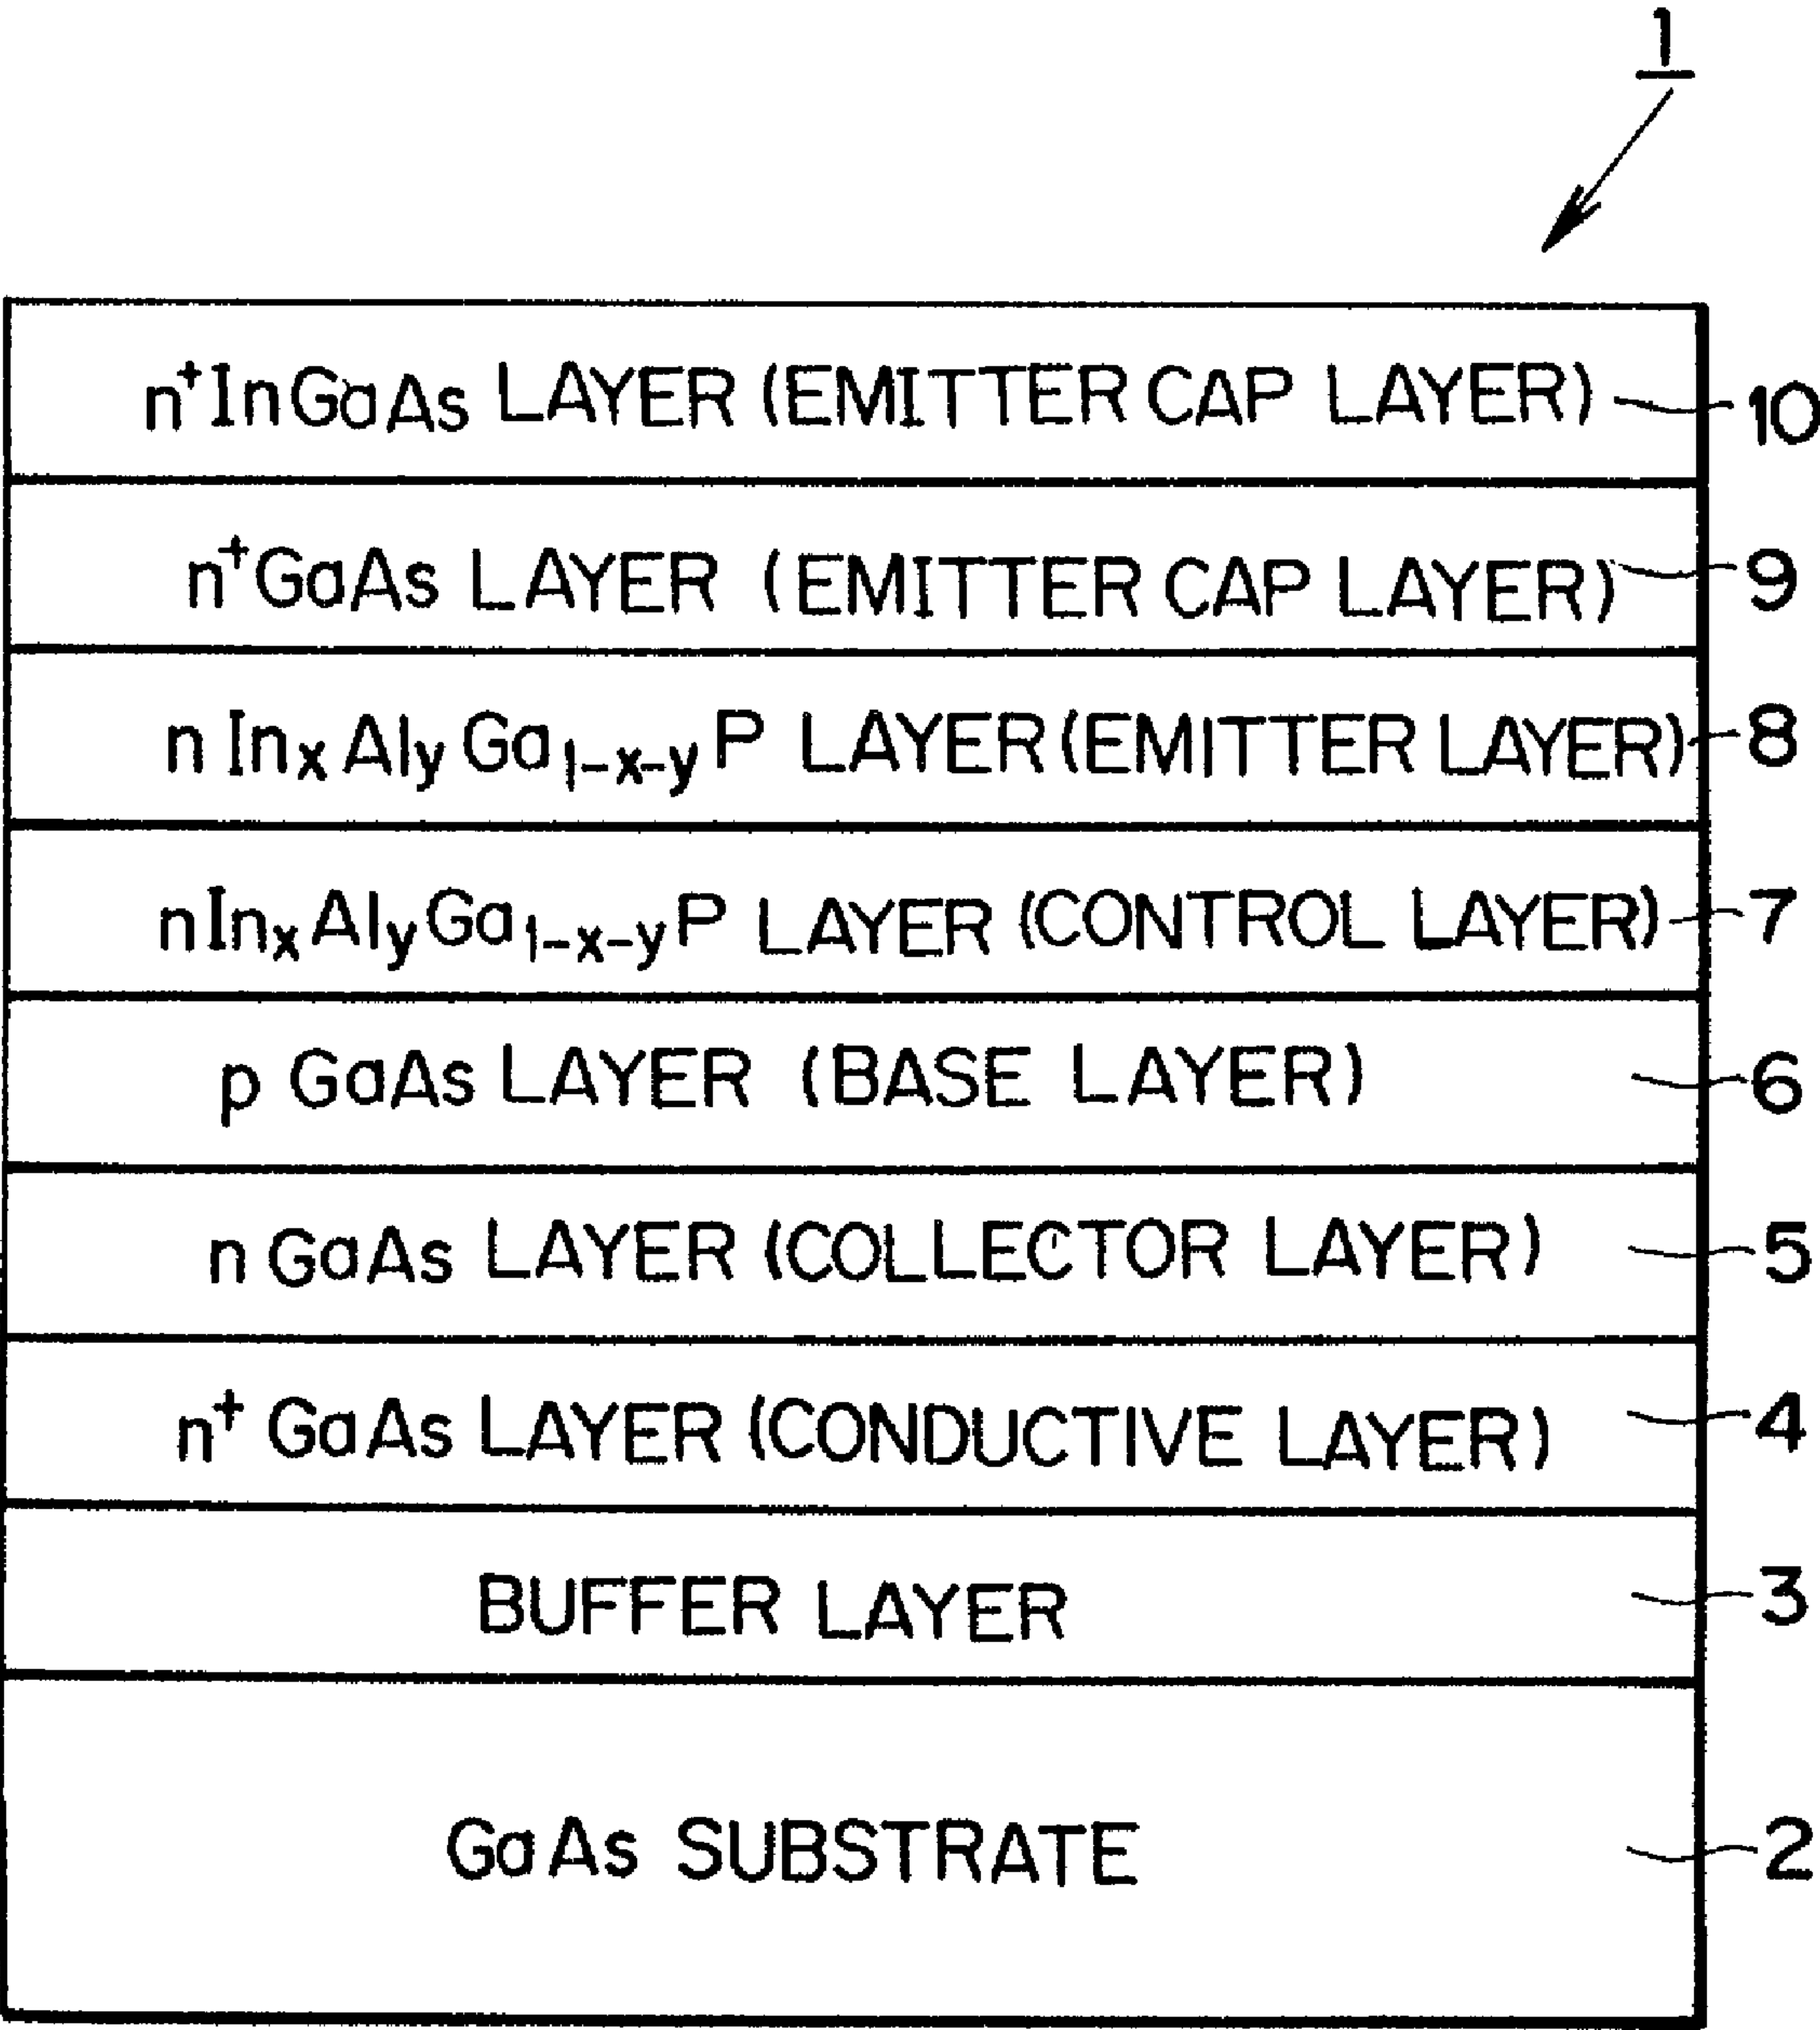 1
n⁺InGaAs LAYER (EMITTER CAP LAYER) 10
n⁺GaAs LAYER (EMITTER CAP LAYER) 9
n InₓAlyGa1-x-yP LAYER (EMITTER LAYER) 8
nInₓAlyGa1-x-yP LAYER (CONTROL LAYER) 7
p GaAs LAYER (BASE LAYER) 6
n GaAs LAYER (COLLECTOR LAYER) 5
n⁺ GaAs LAYER (CONDUCTIVE LAYER) 4
BUFFER LAYER 3
GaAs SUBSTRATE 2